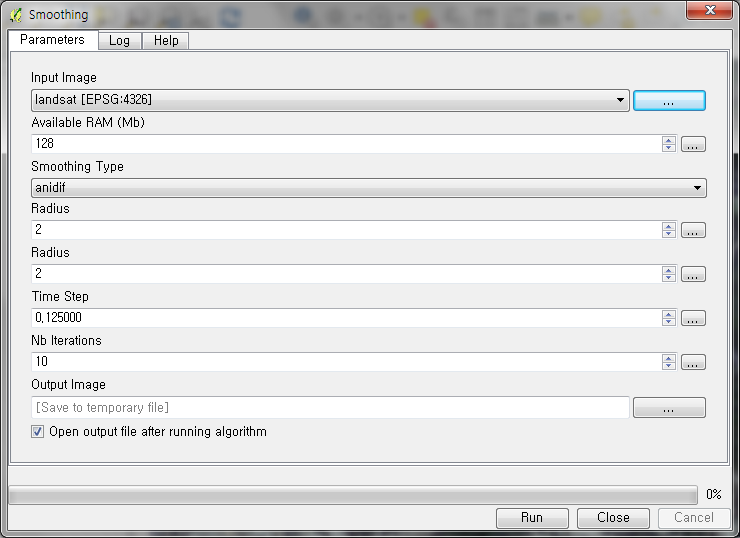 Smoothing
Parameters Log Help
Input Image
landsat [EPSG:4326]
...
Available RAM (Mb)
128
...
Smoothing Type
anidif
Radius
2
...
Radius
2
...
Time Step
0,125000
...
Nb Iterations
10
...
Output Image
[Save to temporary file]
...
Open output file after running algorithm
0%
Run Close Cancel